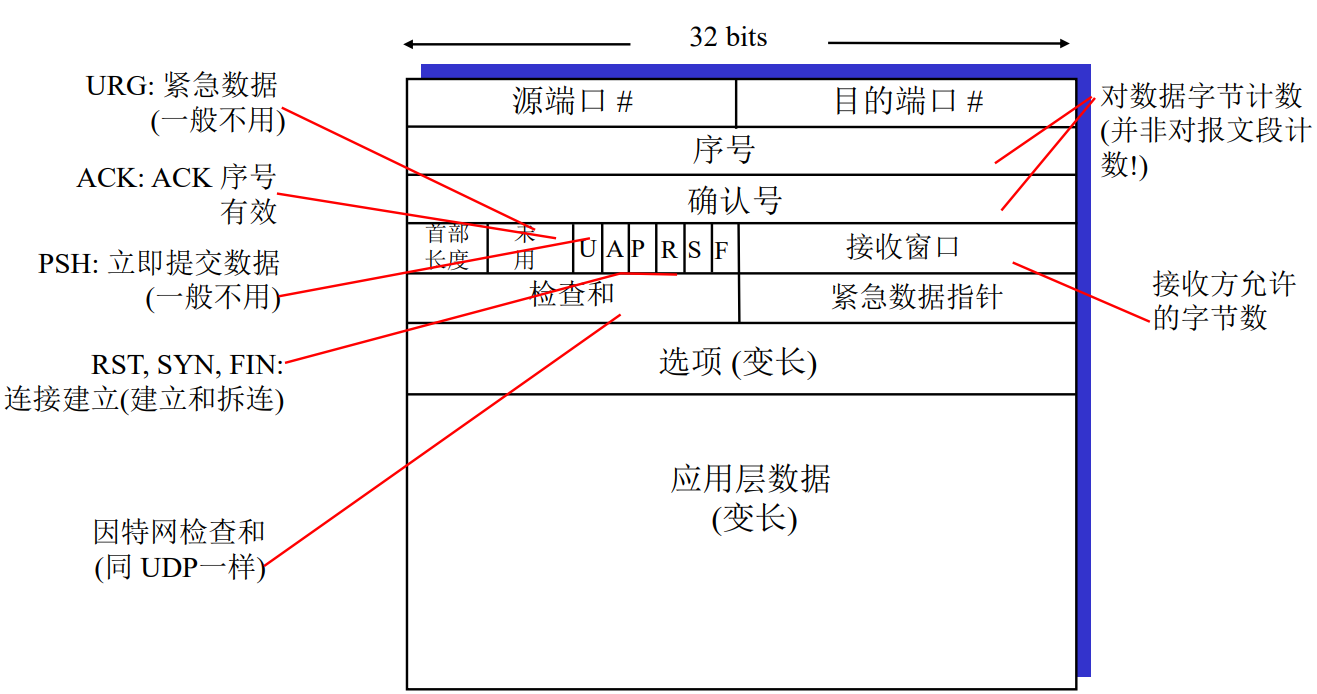 32 bits
URG: 紧急数据
(一般不用)
ACK: ACK 序号
有效
PSH: 立即提交数据
(一般不用)
RST, SYN, FIN:
连接建立(建立和拆连)
因特网检查和
(同 UDP一样)
源端口 #
目的端口 #
序号
确认号
首部
长度
未
用
U
A
P
R
S
F
接收窗口
检查和
紧急数据指针
选项 (变长)
应用层数据
(变长)
对数据字节计数
(并非对报文段计
数!)
接收方允许
的字节数